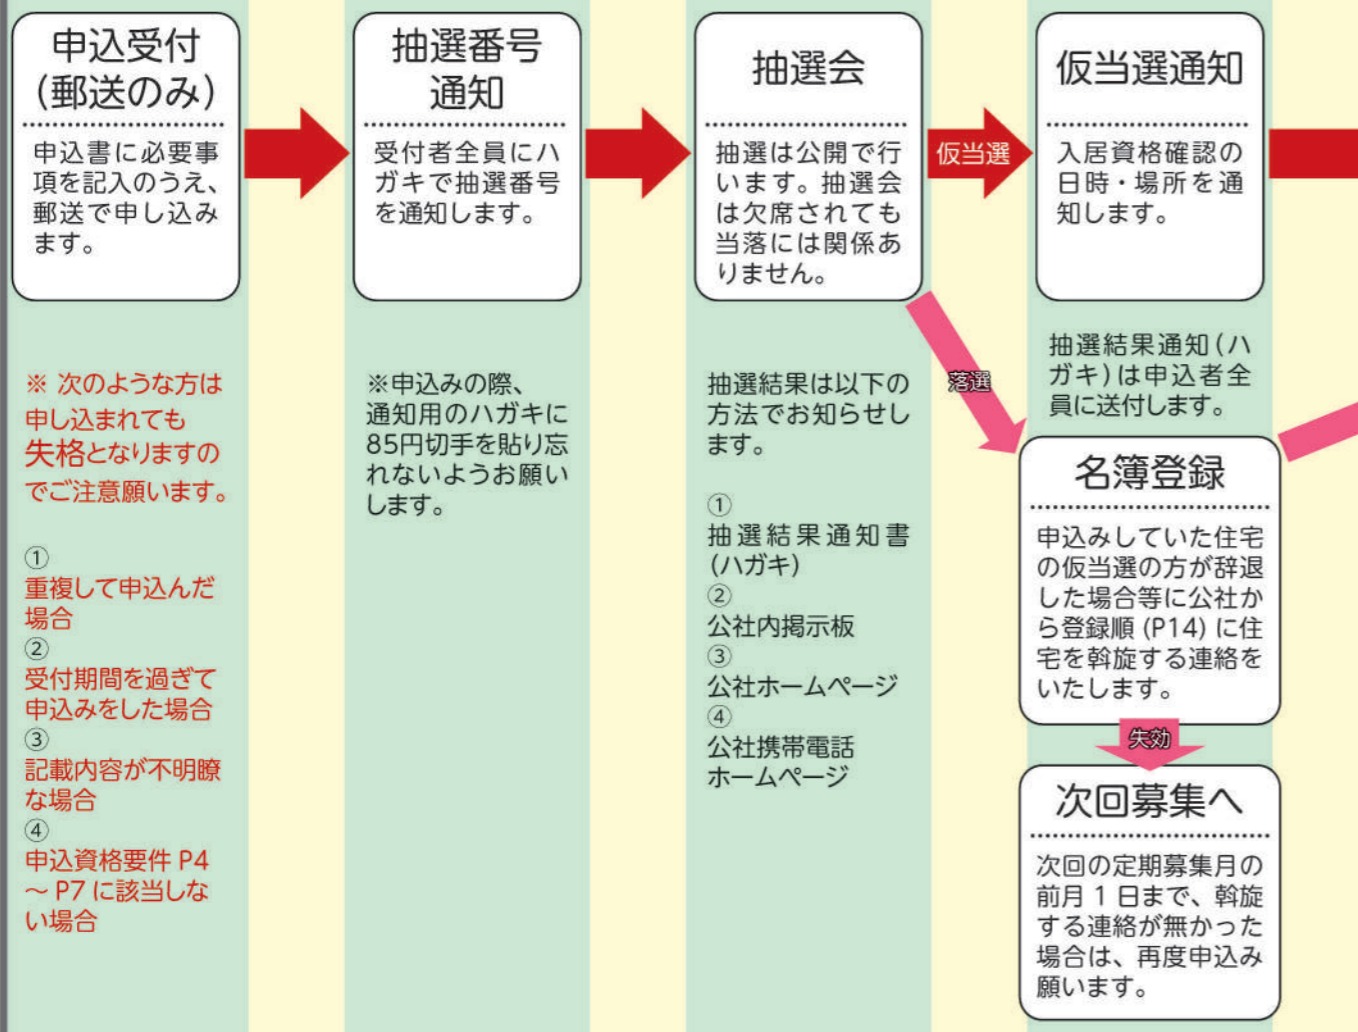 申込受付
(郵送のみ)
申込書に必要事
項を記入のうえ、
郵送で申し込み
ます。
※ 次のような方は
申し込まれても
失格となりますの
でご注意願います。
①
重複して申込んだ
場合
②
受付期間を過ぎて
申込みをした場合
③
記載内容が不明瞭
な場合
④
申込資格要件 P4
～ P7 に該当しな
い場合
抽選番号
通知
受付者全員にハ
ガキで抽選番号
を通知します。
※申込みの際、
通知用のハガキに
85円切手を貼り忘
れないようお願い
します。
抽選会
抽選は公開で行
います。抽選会
は欠席されても
当落には関係あ
りません。
抽選結果は以下の
方法でお知らせし
ます。
①
抽選結果通知書
(ハガキ)
②
公社内掲示板
③
公社ホームページ
④
公社携帯電話
ホームページ
仮当選
落選
仮当選通知
入居資格確認の
日時・場所を通
知します。
抽選結果通知(ハ
ガキ)は申込者全
員に送付します。
名簿登録
申込みしていた住宅
の仮当選の方が辞退
した場合等に公社か
ら登録順 (P14) に住
宅を斡旋する連絡を
いたします。
失効
次回募集へ
次回の定期募集月の
前月 1 日まで、斡旋
する連絡が無かった
場合は、再度申込み
願います。